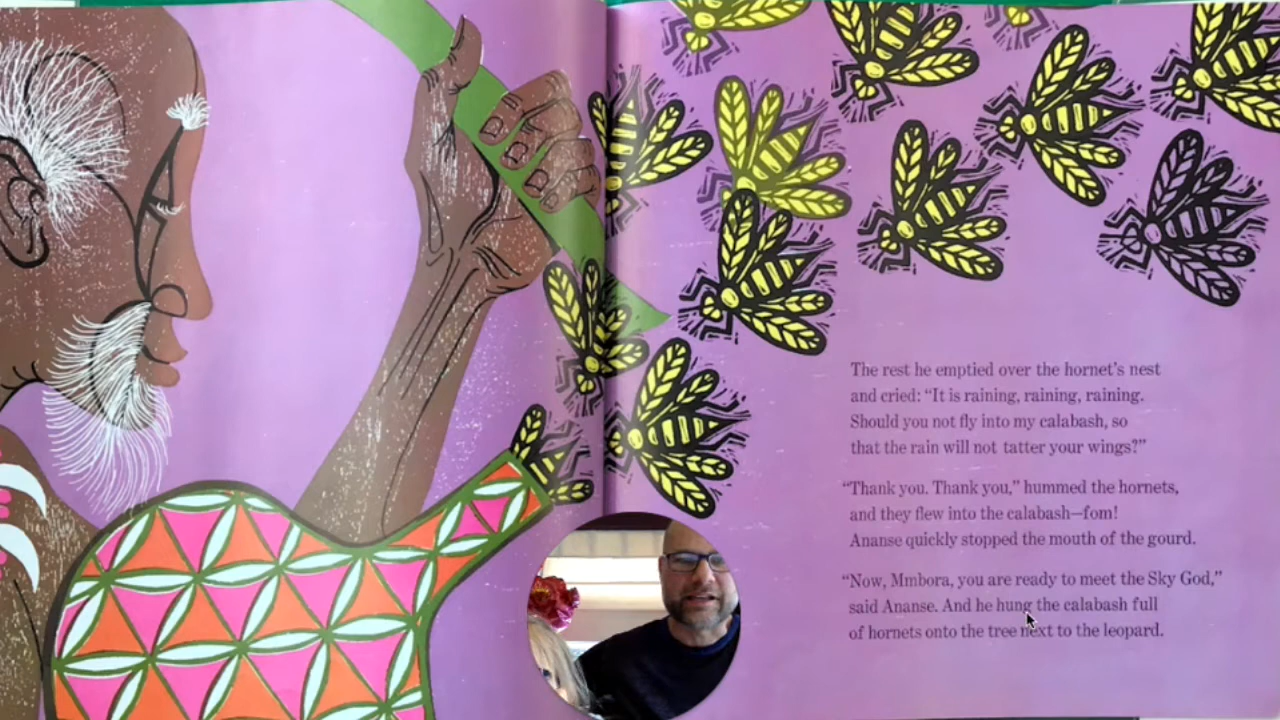 The rest he emptied over the hornet's nest
and cried: "It is raining, raining, raining.
Should you not fly into my calabash, so
that the rain will not tatter your wings?"
"Thank you. Thank you," hummed the hornets,
and they flew into the calabash—fom!
Ananse quickly stopped the mouth of the gourd.
"Now, Mmbora, you are ready to meet the Sky God,"
said Ananse. And he hung the calabash full
of hornets onto the tree next to the leopard.